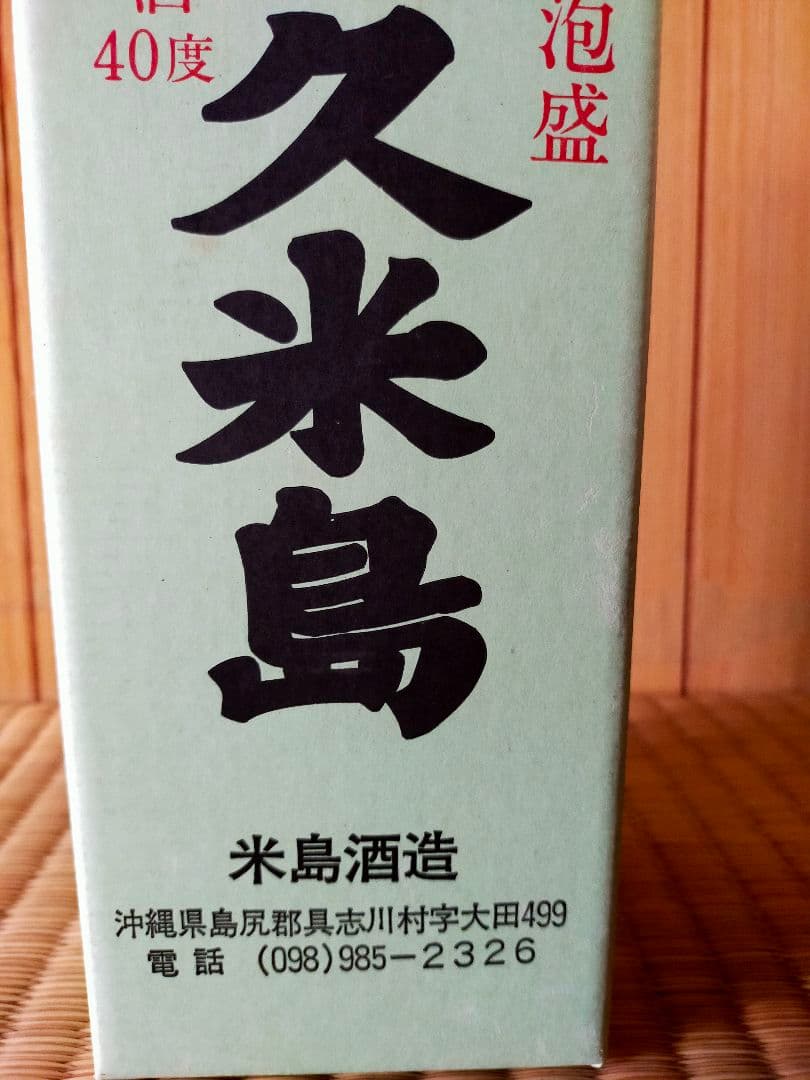 泡盛
久米島
酒
40度
米島酒造
沖縄県島尻郡具志川村字大田499
電話 (098)985-2326